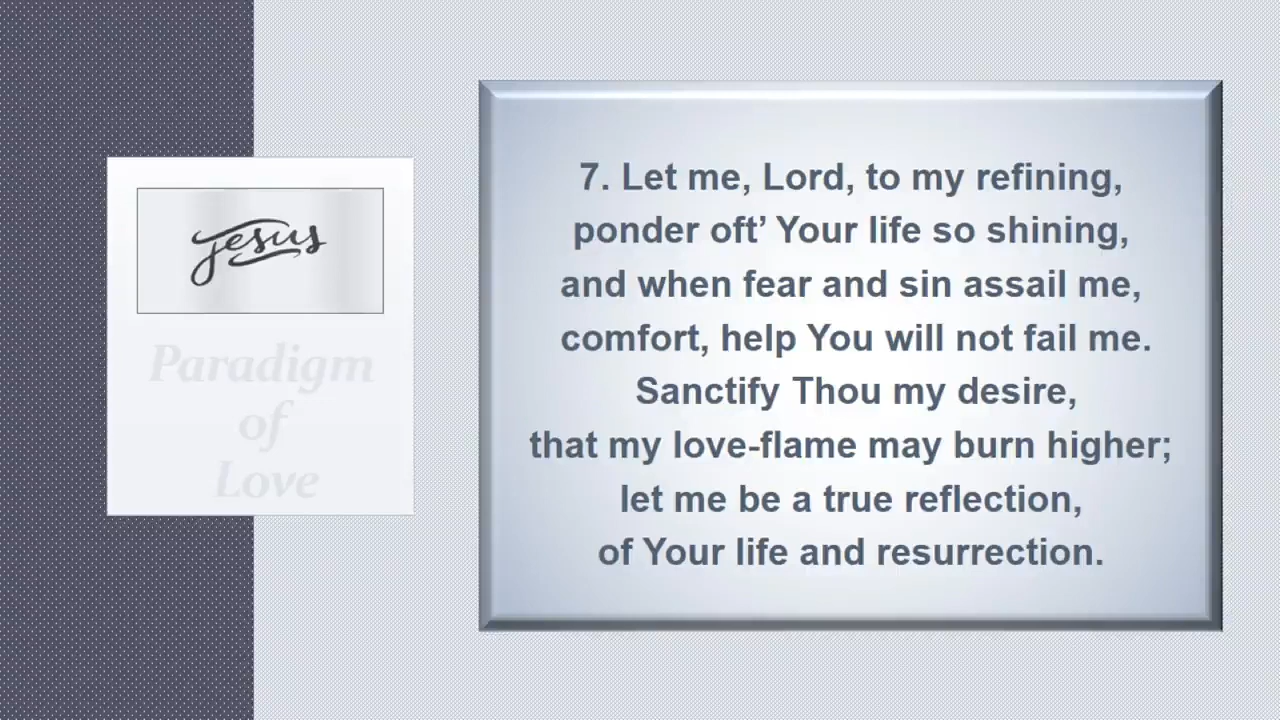 Jesus
Paradigm
of
Love
7. Let me, Lord, to my refining,
ponder oft’ Your life so shining,
and when fear and sin assail me,
comfort, help You will not fail me.
Sanctify Thou my desire,
that my love-flame may burn higher;
let me be a true reflection,
of Your life and resurrection.